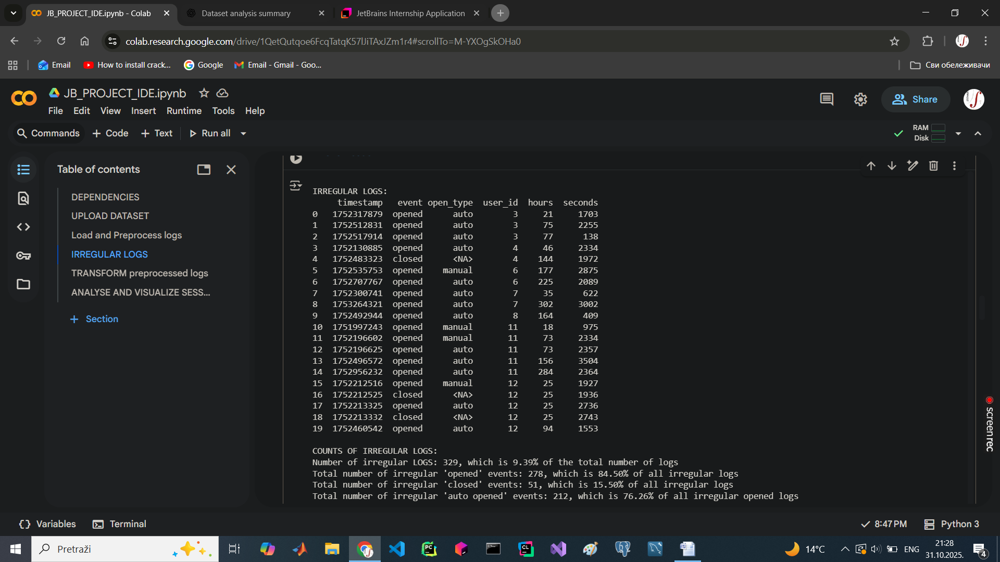 JB_PROJECT_IDE.ipynb - Colab
Dataset analysis summary
JetBrains Internship Application
colab.research.google.com/drive/1QetQutqoe6FcqTatqK57lJiTAxJZm1r4#scrollTo=M-YXOgSkOHa0
Email
How to install crack...
Google
Email - Gmail - Goo...
Сви обележивачи
JB_PROJECT_IDE.ipynb
File Edit View Insert Runtime Tools Help
Share
Commands + Code + Text Run all
RAM
Disk
Table of contents
DEPENDENCIES
UPLOAD DATASET
Load and Preprocess logs
IRREGULAR LOGS
TRANSFORM preprocessed logs
ANALYSE AND VISUALIZE SESS...
+ Section
IRREGULAR LOGS:
timestamp event open_type user_id hours seconds
0 1752317879 opened auto 3 21 1703
1 1752512831 opened auto 3 75 2255
2 1752517914 opened auto 3 77 138
3 1752130885 opened auto 4 46 2334
4 1752483323 closed <NA> 4 144 1972
5 1752535753 opened manual 6 177 2875
6 1752707767 opened auto 6 225 2089
7 1752300741 opened auto 7 35 622
8 1753264321 opened auto 7 302 3002
9 1752492944 opened auto 8 164 409
10 1751997243 opened manual 11 18 975
11 1752196602 opened manual 11 73 2334
12 1752196625 opened auto 11 73 2357
13 1752496572 opened auto 11 156 3504
14 1752956232 opened auto 11 284 2364
15 1752212516 opened manual 12 25 1927
16 1752212525 closed <NA> 12 25 1936
17 1752213325 opened auto 12 25 2736
18 1752213332 closed <NA> 12 25 2743
19 1752460542 opened auto 12 94 1553
COUNTS OF IRREGULAR LOGS:
Number of irregular LOGS: 329, which is 9.39% of the total number of logs
Total number of irregular 'opened' events: 278, which is 84.50% of all irregular logs
Total number of irregular 'closed' events: 51, which is 15.50% of all irregular logs
Total number of irregular 'auto opened' events: 212, which is 76.26% of all irregular opened logs
screenrec
Variables
Terminal
8:47 PM
Python 3
Pretraži
14°C
ENG
21:28
31.10.2025.
4